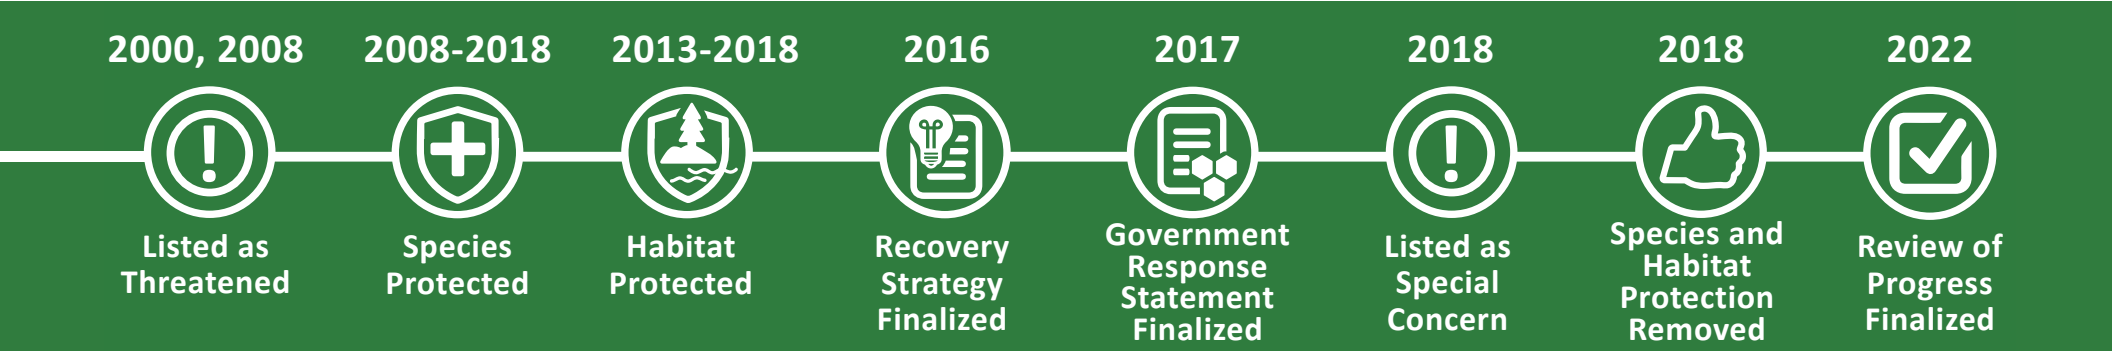 2000, 2008
Listed as
Threatened
2008-2018
Species
Protected
2013-2018
Habitat
Protected
2016
Recovery
Strategy
Finalized
2017
Government
Response
Statement
Finalized
2018
Listed as
Special
Concern
2018
Species and
Habitat
Protection
Removed
2022
Review of
Progress
Finalized